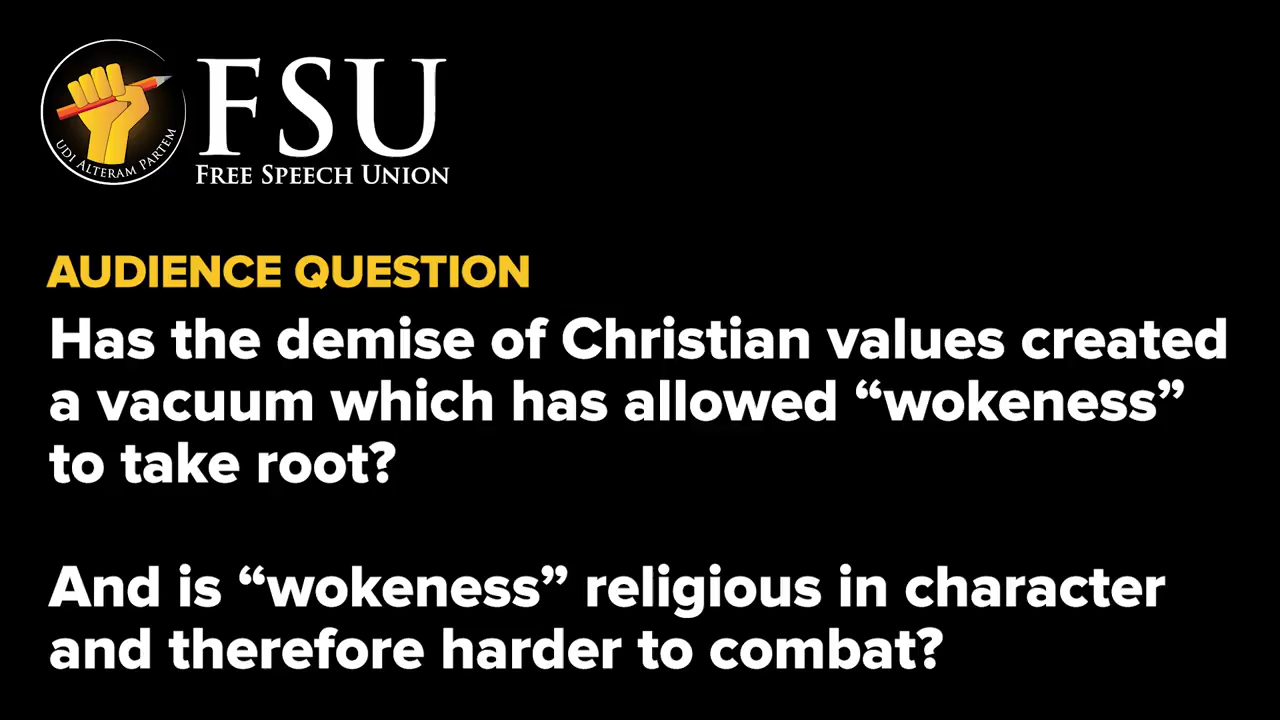 FSU
FREE SPEECH UNION
UDI ALTERAM PARTEM
AUDIENCE QUESTION
Has the demise of Christian values created
a vacuum which has allowed “wokeness”
to take root?
And is “wokeness” religious in character
and therefore harder to combat?